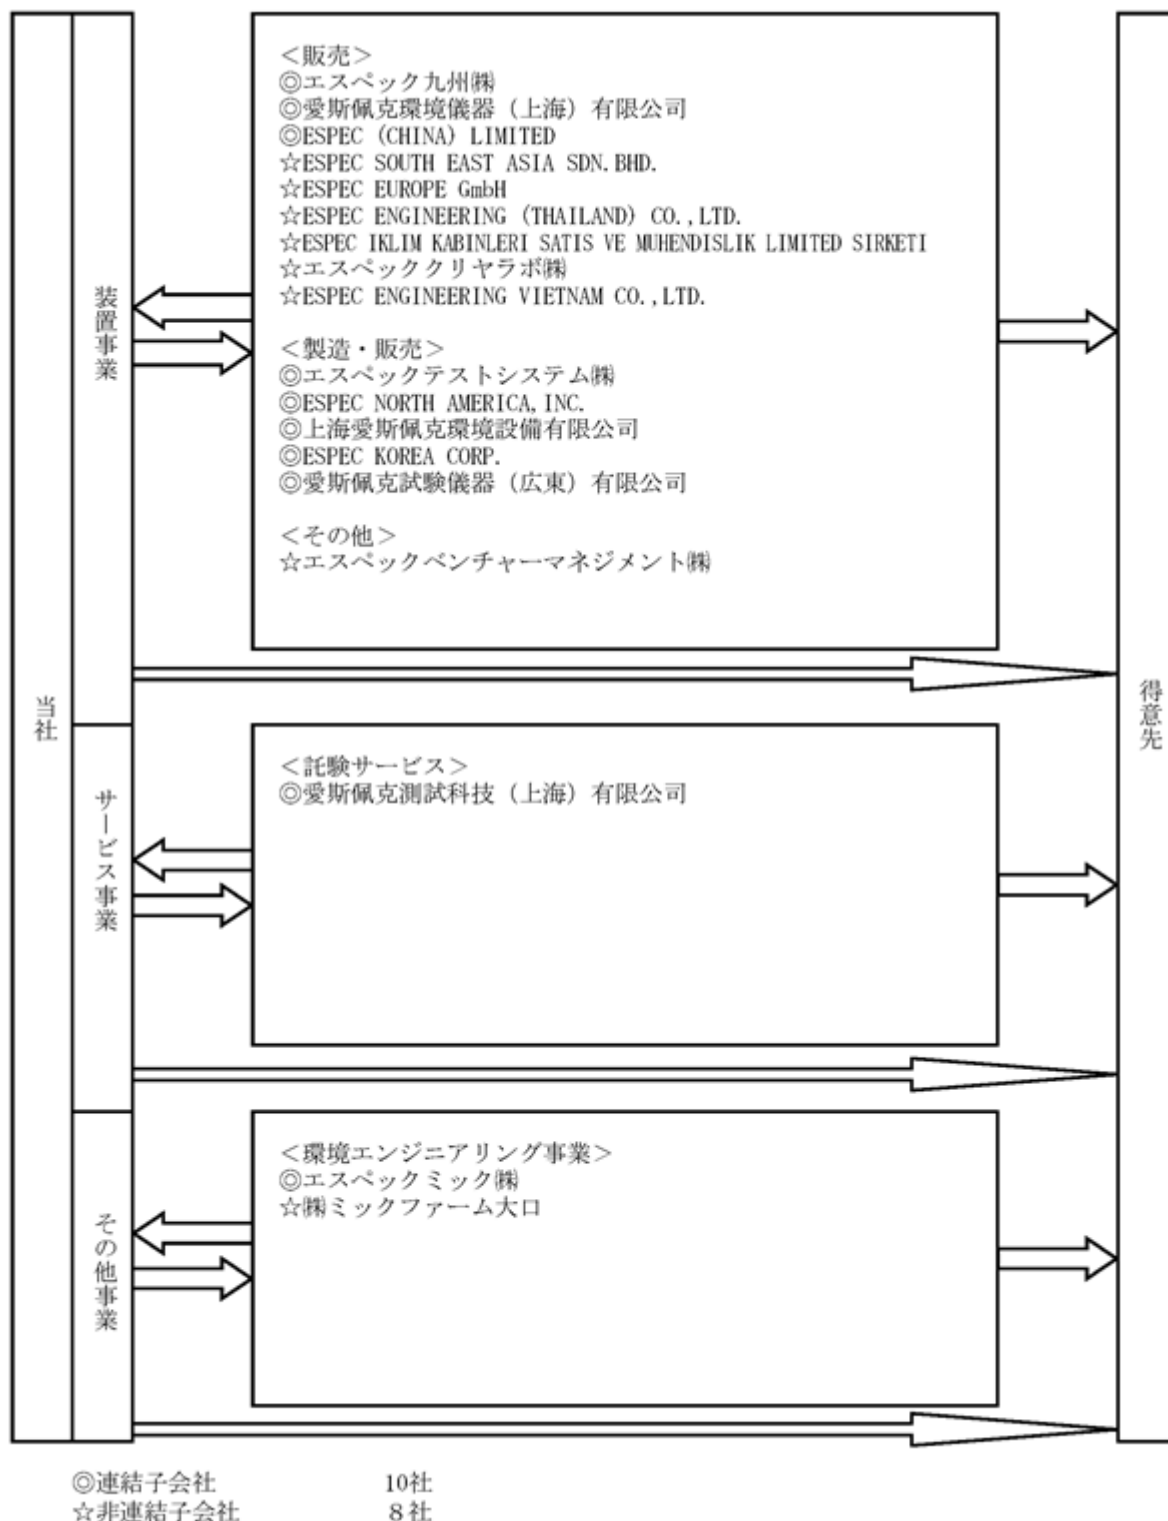 当社
装置事業
＜販売＞
◎エスペック九州㈱
◎愛斯佩克環境儀器（上海）有限公司
◎ESPEC (CHINA) LIMITED
☆ESPEC SOUTH EAST ASIA SDN.BHD.
☆ESPEC EUROPE GmbH
☆ESPEC ENGINEERING (THAILAND) CO.,LTD.
☆ESPEC IKLIM KABINLERI SATIS VE MUHENDISLIK LIMITED SIRKETI
☆エスペッククリヤラボ㈱
☆ESPEC ENGINEERING VIETNAM CO.,LTD.
＜製造・販売＞
◎エスペックテストシステム㈱
◎ESPEC NORTH AMERICA,INC.
◎上海愛斯佩克環境設備有限公司
◎ESPEC KOREA CORP.
◎愛斯佩克試験儀器（広東）有限公司
＜その他＞
☆エスペックベンチャーマネジメント㈱
サービス事業
＜託験サービス＞
◎愛斯佩克測試科技（上海）有限公司
その他事業
＜環境エンジニアリング事業＞
◎エスペックミック㈱
☆㈱ミックファーム大口
得意先
◎連結子会社 10社
☆非連結子会社 8社